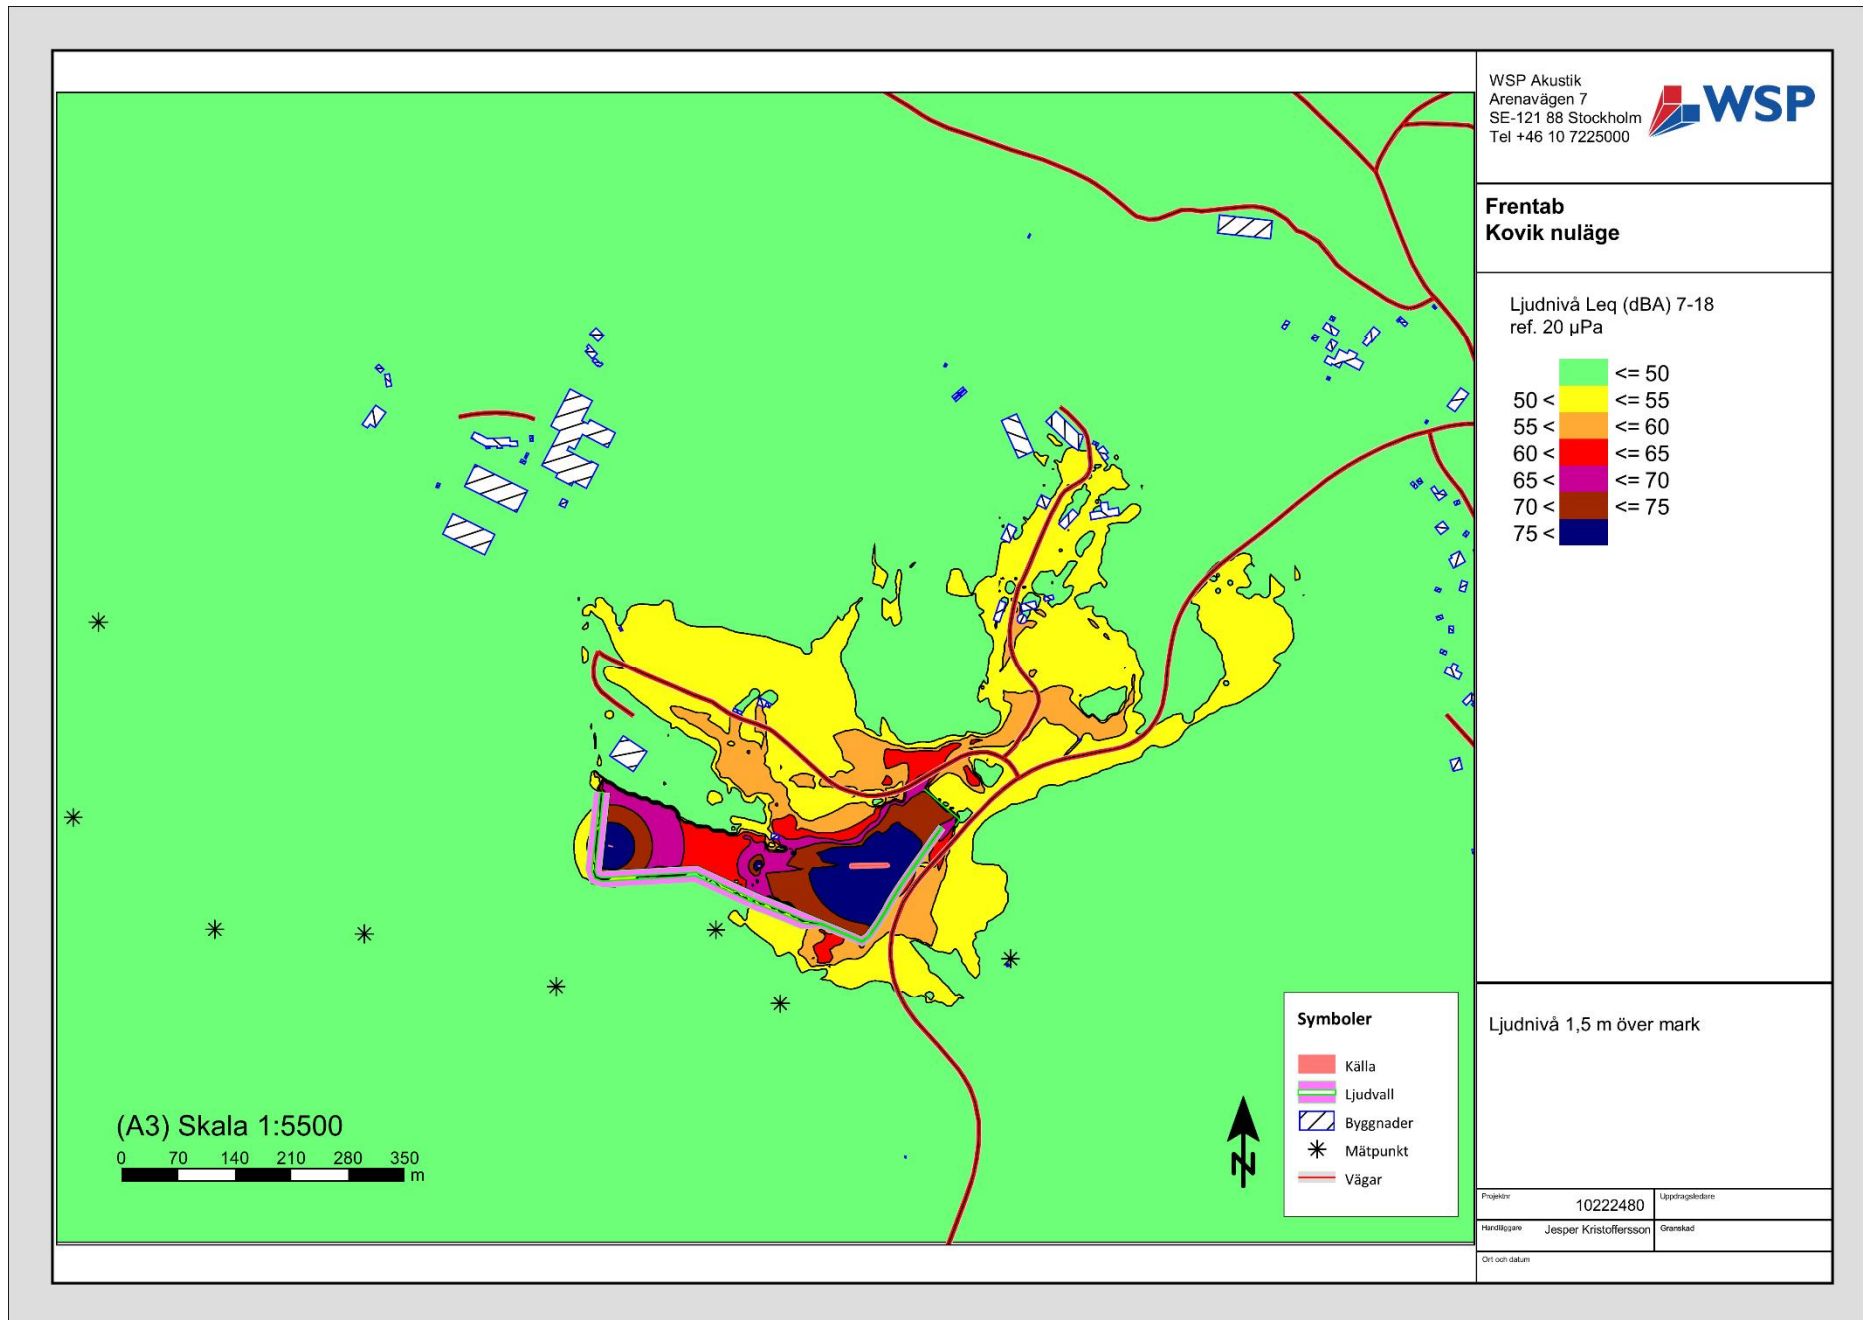 WSP Akustik
Arenavägen 7
SE-121 88 Stockholm
Tel +46 10 7225000
WSP
Frentab
Kovik nuläge
Ljudnivå Leq (dBA) 7-18
ref. 20 µPa
<= 50
50 < <= 55
55 < <= 60
60 < <= 65
65 < <= 70
70 < <= 75
75 <
Symboler
Källa
Ljudvall
Byggnader
Mätpunkt
Vägar
N
(A3) Skala 1:5500
0 70 140 210 280 350
m
Ljudnivå 1,5 m över mark
Projektnr 10222480 Uppdragsledare
Handläggare Jesper Kristoffersson Granskad
Ort och datum